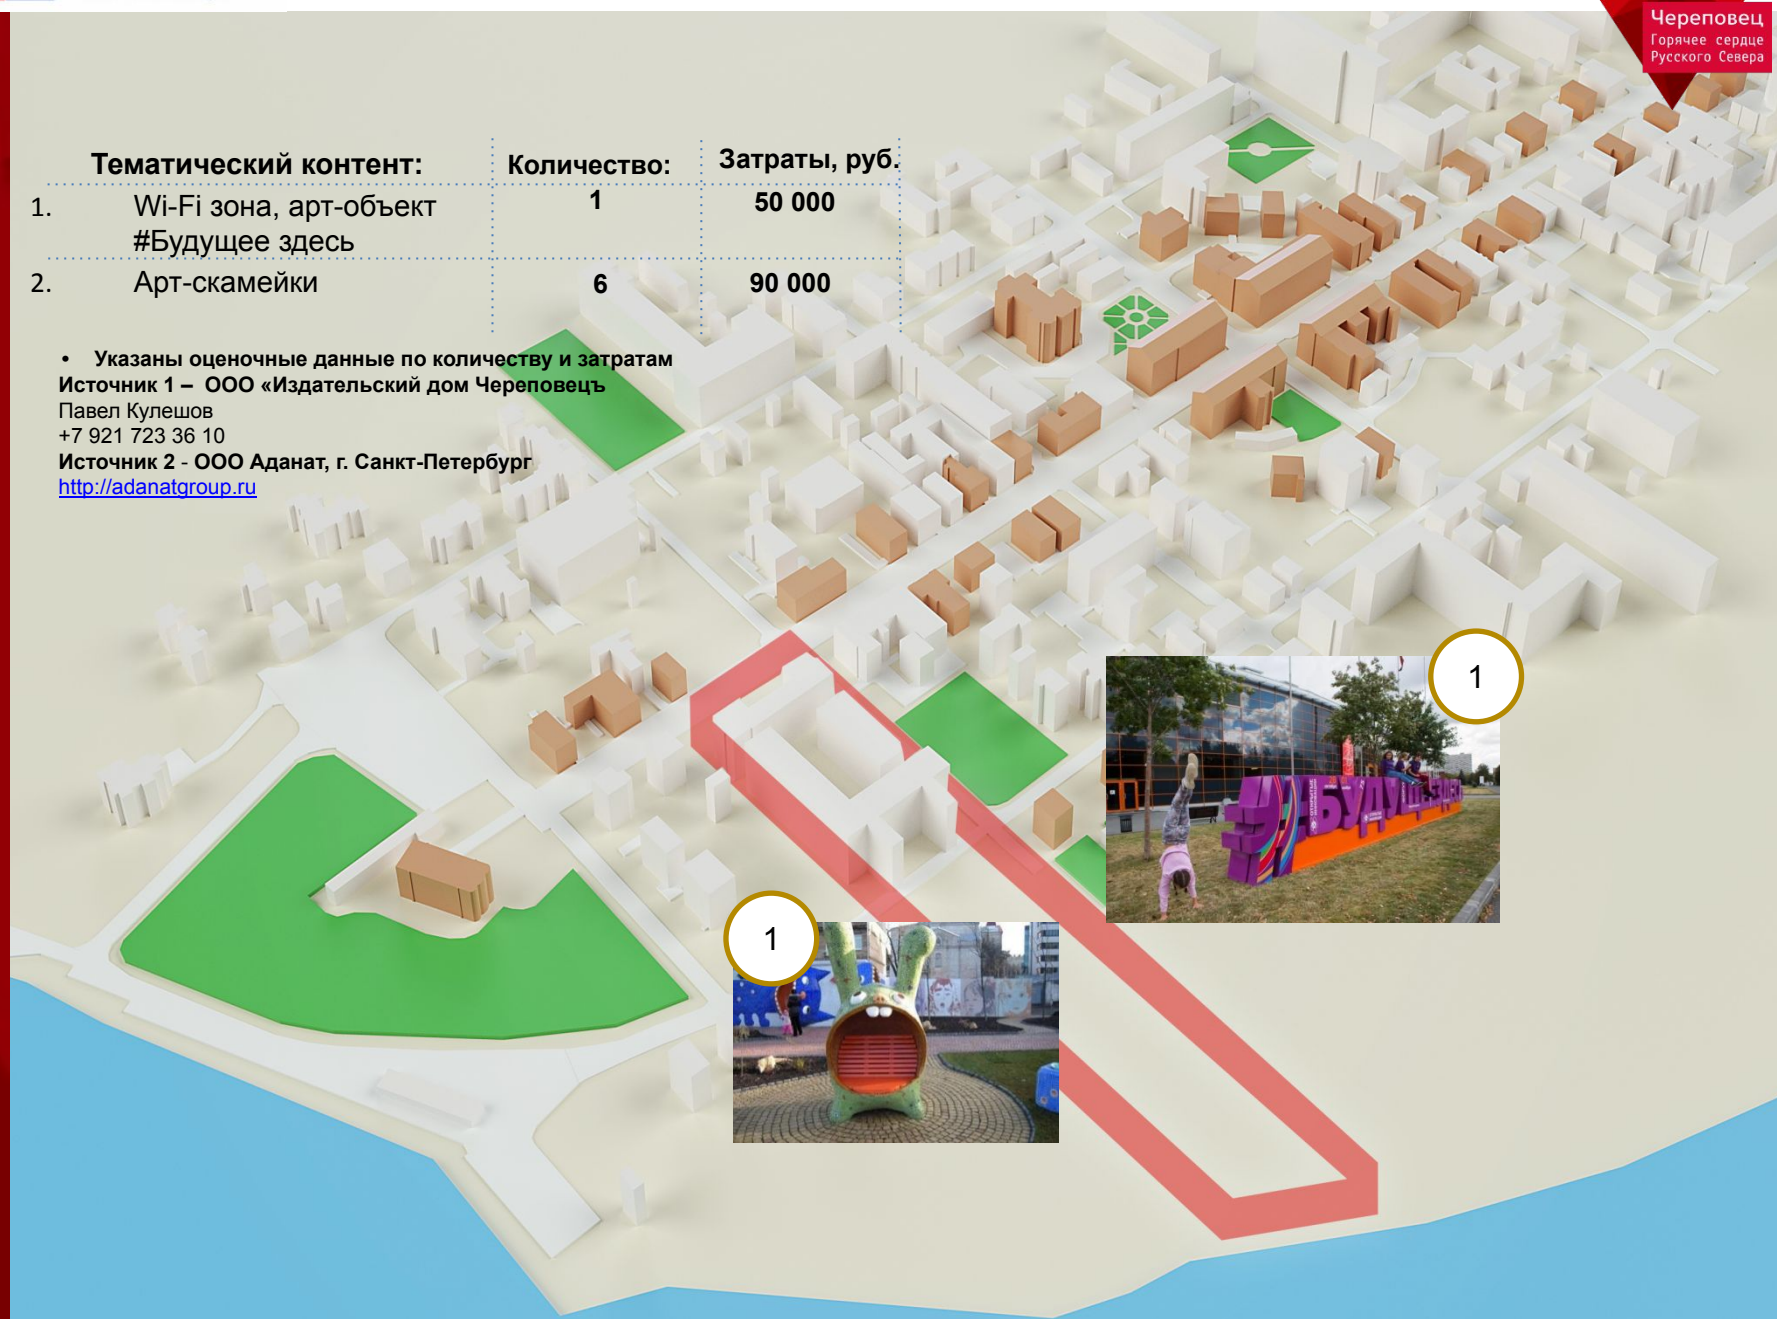 Череповец
Горячее сердце
Русского Севера
Тематический контент: Количество: Затраты, руб.
1. Wi-Fi зона, арт-объект 1 50 000
#Будущее здесь
2. Арт-скамейки 6 90 000
• Указаны оценочные данные по количеству и затратам
Источник 1 – ООО «Издательский дом Череповецъ
Павел Кулешов
+7 921 723 36 10
Источник 2 - ООО Аданат, г. Санкт-Петербург
http://adanatgroup.ru
1
1